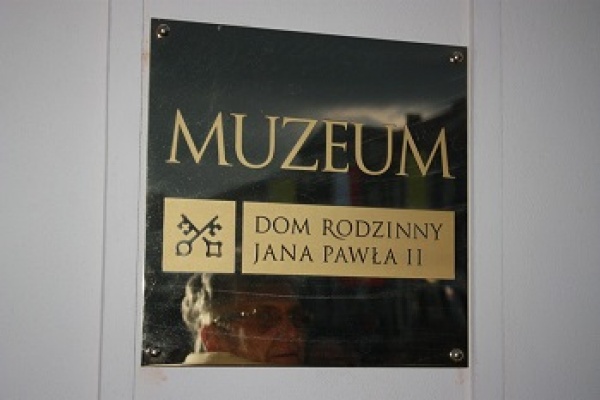 MUZEUM
DOM RODZINNY
JANA PAWŁA II